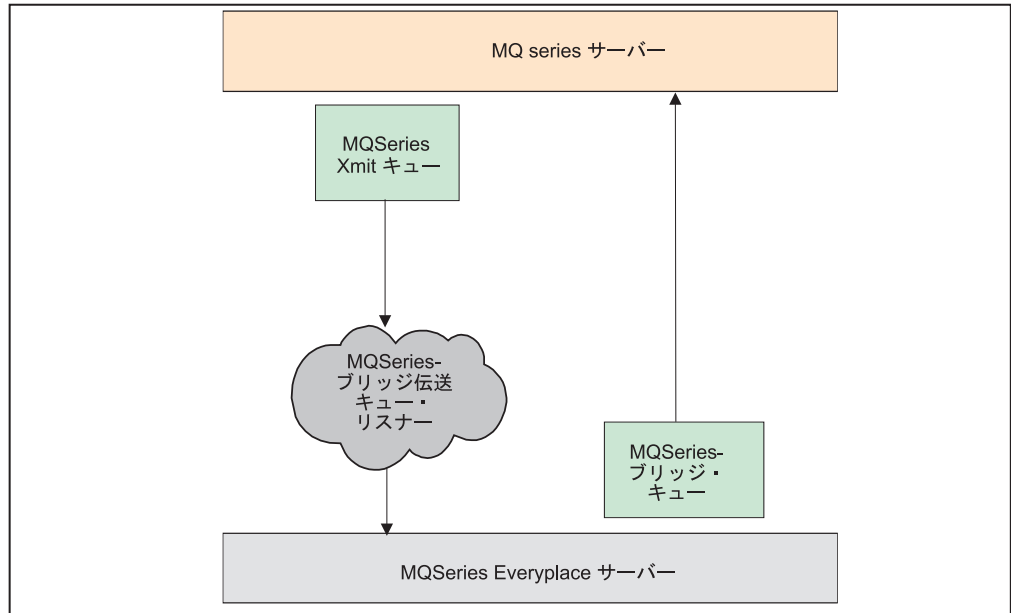 MQ series サーバー
MQSeries
Xmit キュー
MQSeries-
ブリッジ伝送
キュー・
リスナー
MQSeries-
ブリッジ・
キュー
MQSeries Everyplace サーバー